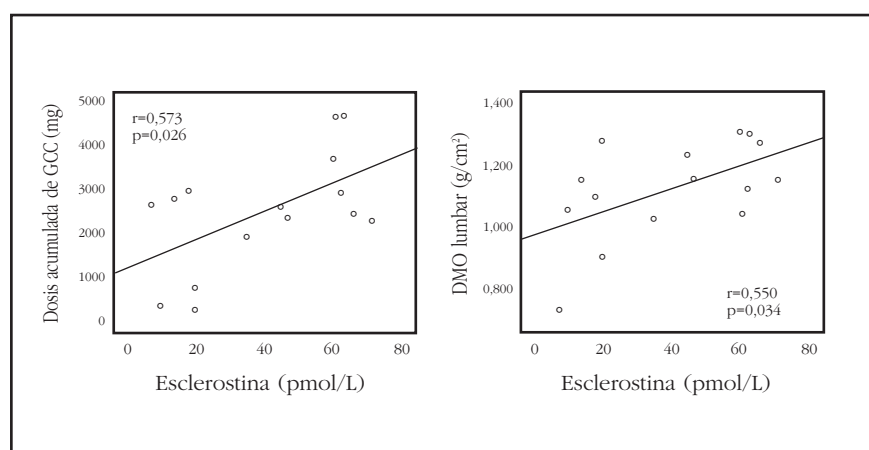 Dosis acumulada de GCC (mg)
5000
4000
3000
2000
1000
0
r=0,573
p=0,026
0 20 40 60 80
Esclerostina (pmol/L)
DMO lumbar (g/cm²)
1,400
1,200
1,000
0,800
r=0,550
p=0,034
0 20 40 60 80
Esclerostina (pmol/L)